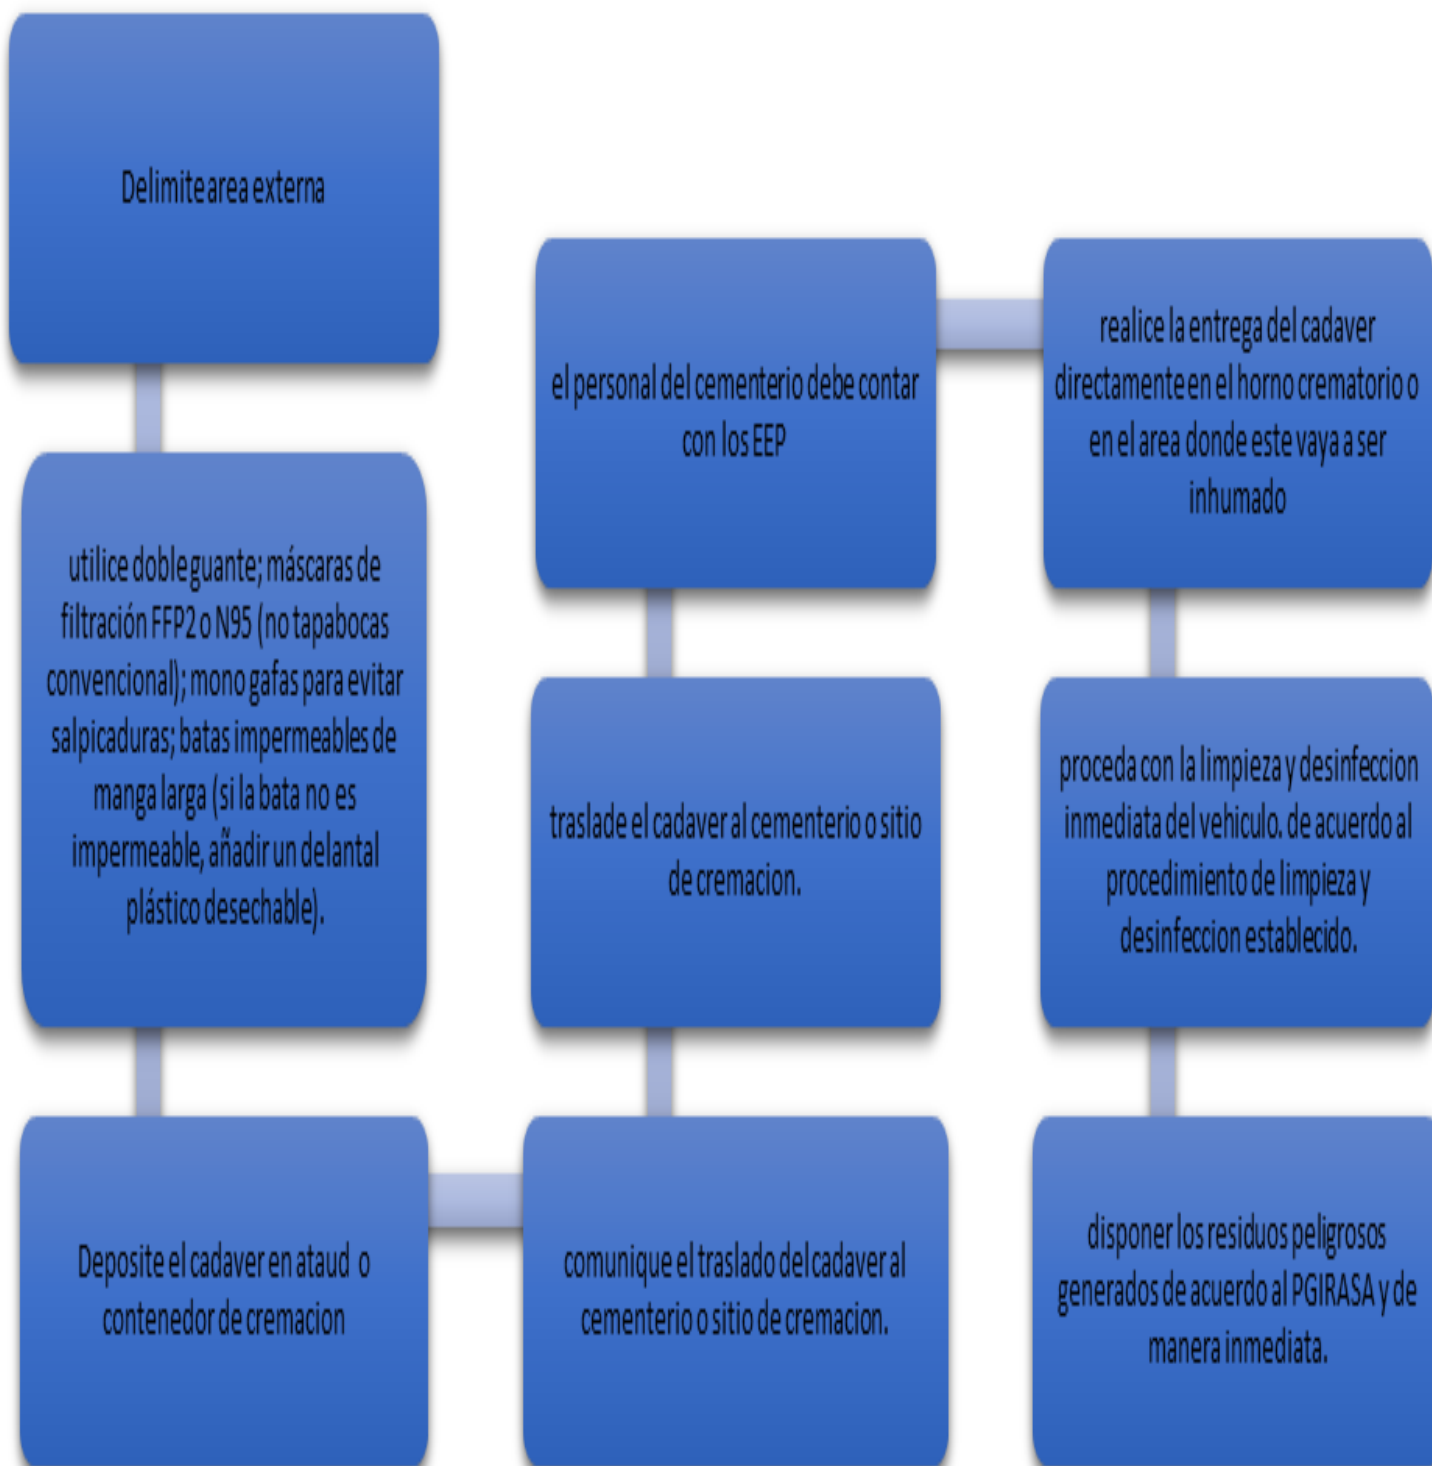 Delimite area externa
utilice doble guante; máscaras de
filtración FFP2 o N95 (no tapabocas
convencional); mono gafas para evitar
salpicaduras; batas impermeables de
manga larga (si la bata no es
impermeable, añadir un delantal
plástico desechable).
Deposite el cadaver en ataud o
contenedor de cremacion
comunique el traslado del cadaver al
cementerio o sitio de cremacion.
traslade el cadaver al cementerio o sitio
de cremacion.
el personal del cementerio debe contar
con los EEP
realice la entrega del cadaver
directamente en el horno crematorio o
en el area donde este vaya a ser
inhumado
proceda con la limpieza y desinfeccion
inmediata del vehiculo. de acuerdo al
procedimiento de limpieza y
desinfeccion establecido.
disponer los residuos peligrosos
generados de acuerdo al PGIRASA y de
manera inmediata.